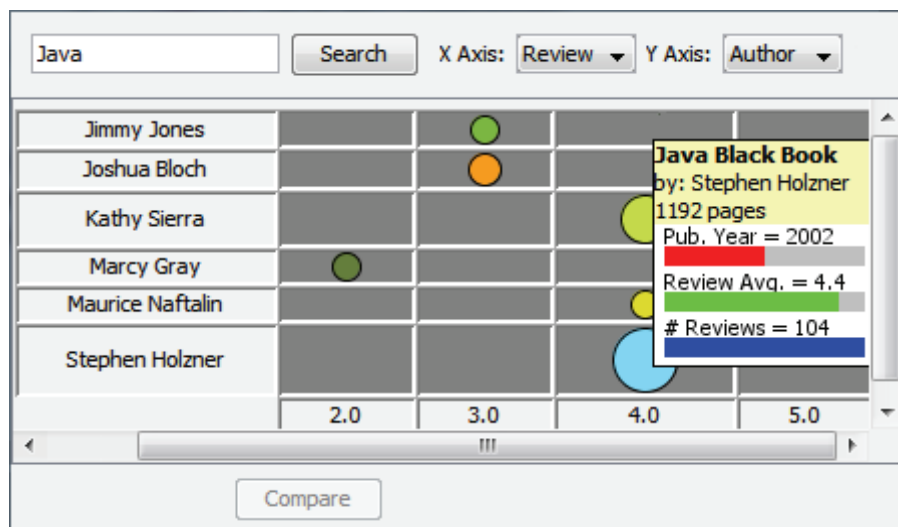 Java Search X Axis: Review Y Axis: Author
Jimmy Jones
Joshua Bloch
Kathy Sierra
Marcy Gray
Maurice Naftalin
Stephen Holzner
Java Black Book
by: Stephen Holzner
1192 pages
Pub. Year = 2002
Review Avg. = 4.4
# Reviews = 104
2.0 3.0 4.0 5.0
Compare